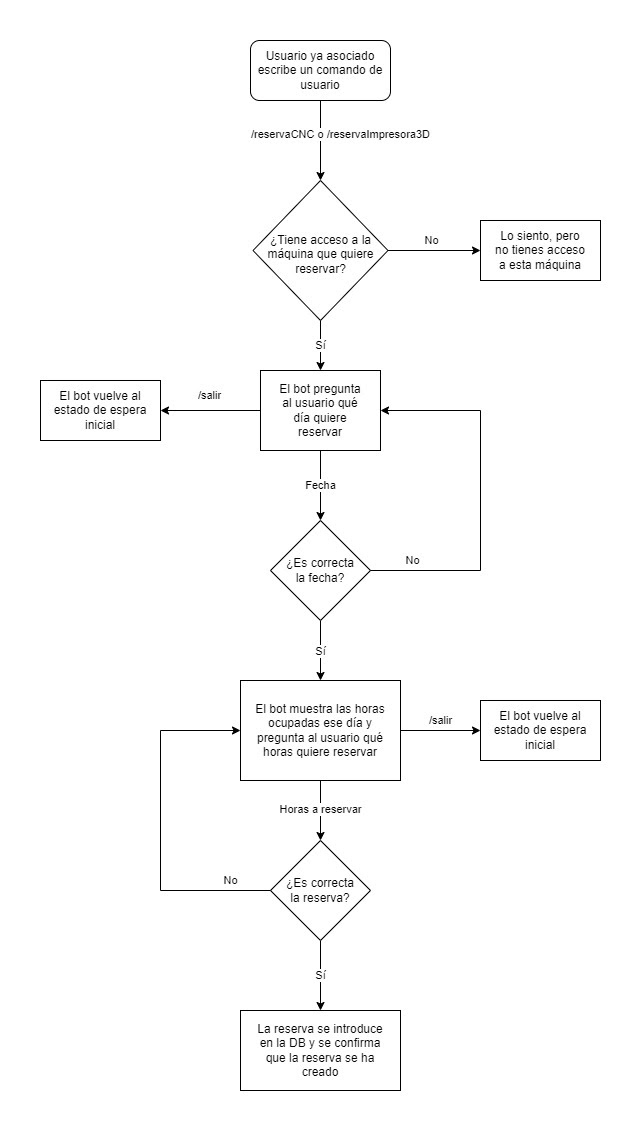 Usuario ya asociado
escribe un comando de
usuario
/reservaCNC o /reservaImpresora3D
¿Tiene acceso a la
máquina que quiere
reservar?
No
Lo siento, pero
no tienes acceso
a esta máquina
Sí
El bot vuelve al
estado de espera
inicial
/salir
El bot pregunta
al usuario qué
día quiere
reservar
Fecha
¿Es correcta
la fecha?
No
Sí
El bot muestra las horas
ocupadas ese día y
pregunta al usuario qué
horas quiere reservar
/salir
El bot vuelve al
estado de espera
inicial
Horas a reservar
¿Es correcta
la reserva?
No
Sí
La reserva se introduce
en la DB y se confirma
que la reserva se ha
creado